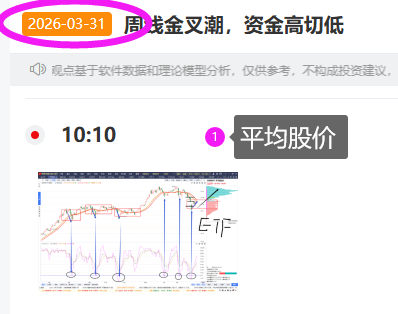 2026-03-31 周线金叉潮，资金高切低
观点基于软件数据和理论模型分析，仅供参考，不构成投资建议，
10:10
1 平均股价
ETF